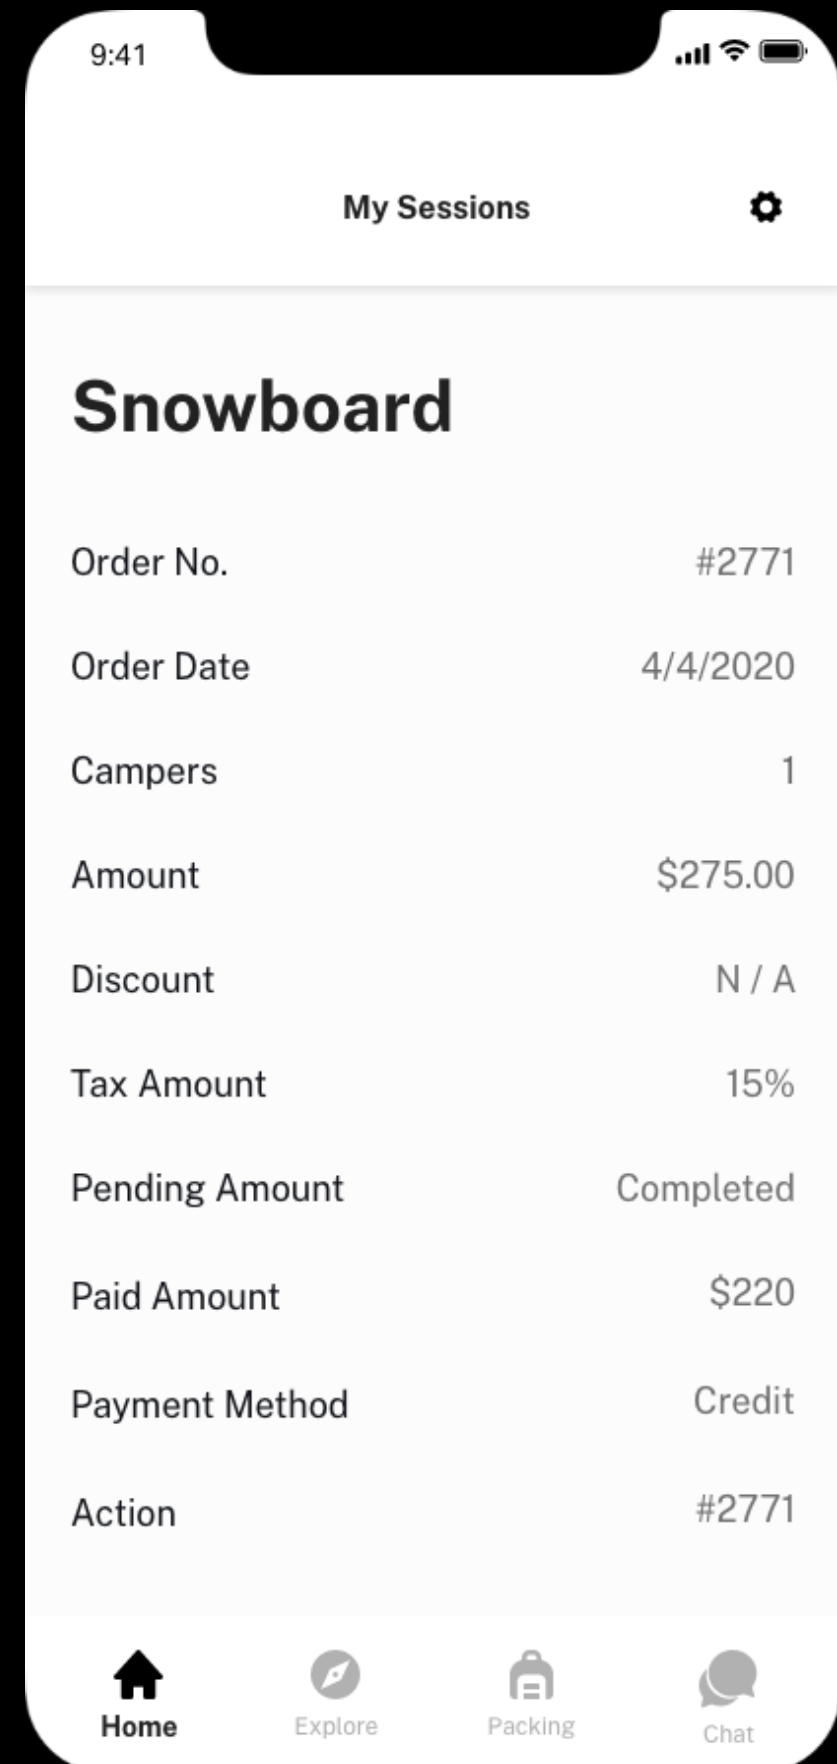 9:41
My Sessions
Snowboard
Order No. #2771
Order Date 4/4/2020
Campers 1
Amount $275.00
Discount N / A
Tax Amount 15%
Pending Amount Completed
Paid Amount $220
Payment Method Credit
Action #2771
Home Explore Packing Chat